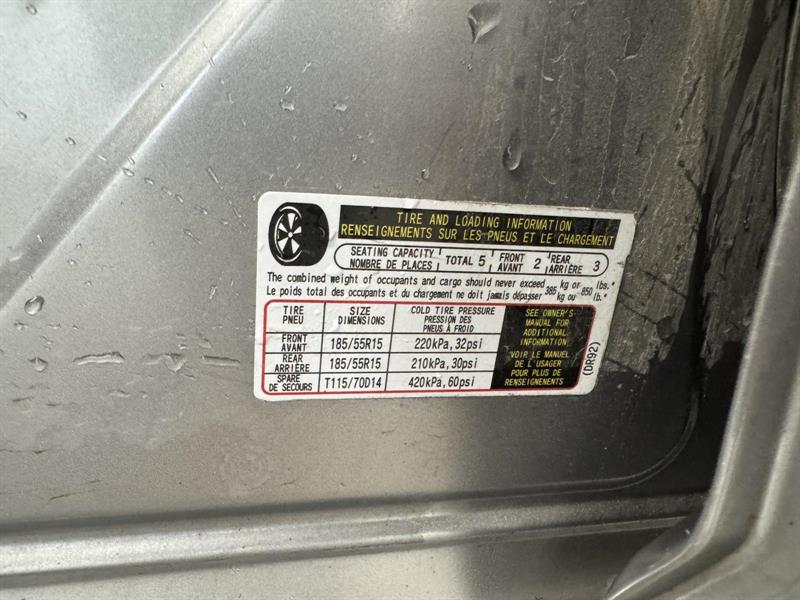 TIRE AND LOADING INFORMATION
RENSEIGNEMENTS SUR LES PNEUS ET LE CHARGEMENT
SEATING CAPACITY
NOMBRE DE PLACES
TOTAL 5
FRONT
AVANT
2
REAR
ARRIÈRE
3
The combined weight of occupants and cargo should never exceed 385 kg or 850 lbs.*
Le poids total des occupants et du chargement ne doit jamais dépasser 385 kg ou 850 lb.*
TIRE
PNEU
SIZE
DIMENSIONS
COLD TIRE PRESSURE
PRESSION DES
PNEUS À FROID
FRONT
AVANT
185/55R15
220kPa, 32psi
REAR
ARRIÈRE
185/55R15
210kPa, 30psi
SPARE
DE SECOURS
T115/70D14
420kPa, 60psi
SEE OWNER'S
MANUAL FOR
ADDITIONAL
INFORMATION
VOIR LE MANUEL
DE L'USAGER
POUR PLUS DE
RENSEIGNENENTS
(DR92)